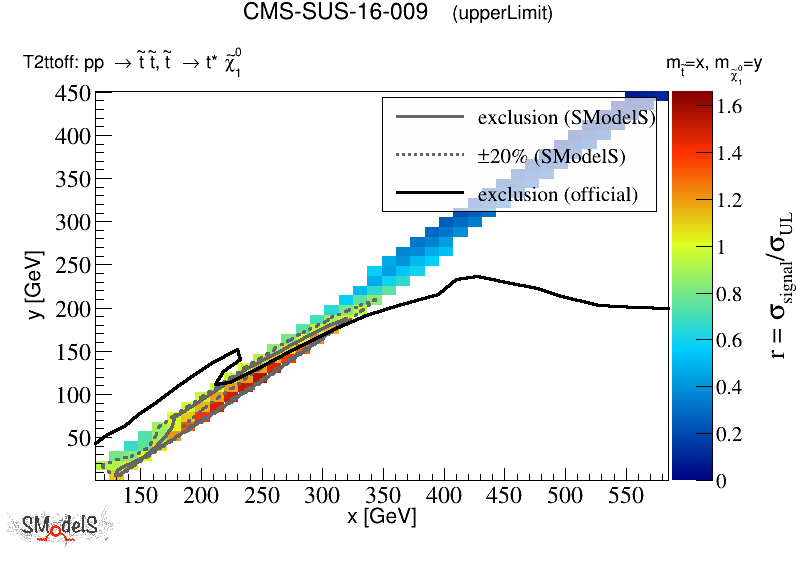 CMS-SUS-16-009 (upperLimit)
T2ttoff: pp → t̃ t̃, t̃ → t* χ̃⁰₁
m_t̃=x, m_χ̃⁰₁=y
exclusion (SModelS)
±20% (SModelS)
exclusion (official)
450
400
350
300
250
200
150
100
50
y [GeV]
150 200 250 300 350 400 450 500 550
x [GeV]
1.6
1.4
1.2
1
0.8
0.6
0.4
0.2
0
r = σ_signal/σ_UL
SModelS